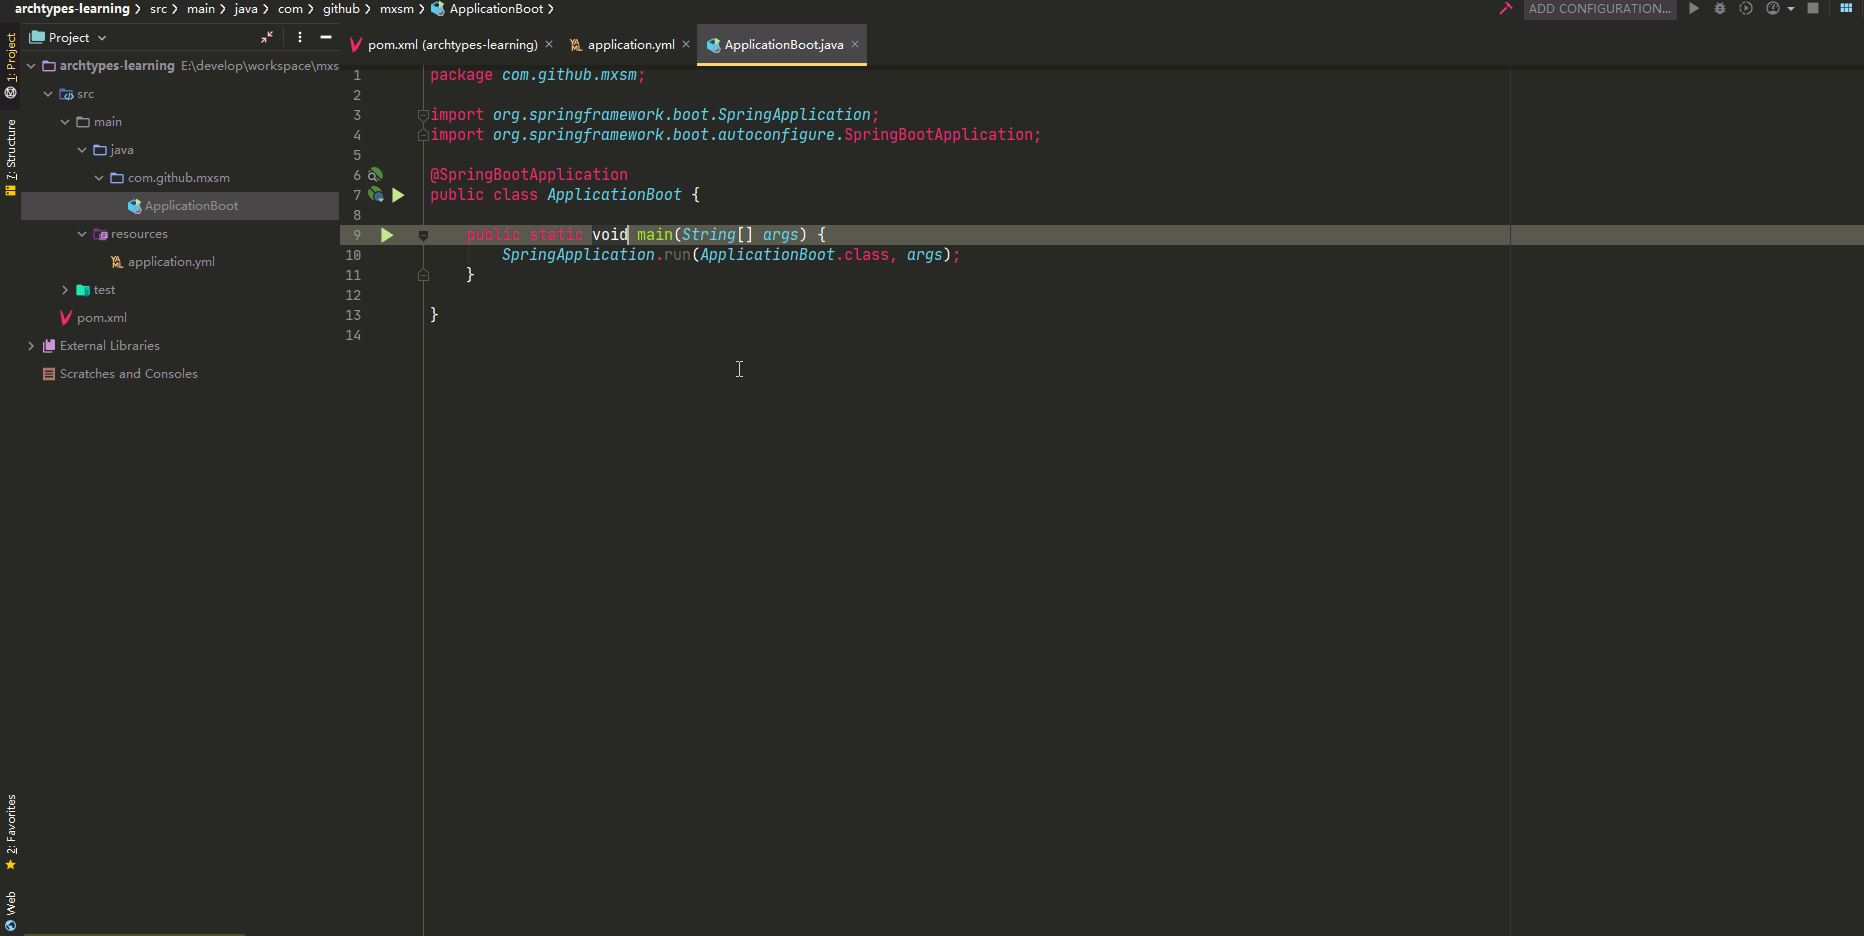 archtypes-learning > src > main > java > com > github > mxsm > ApplicationBoot >
ADD CONFIGURATION...
Project
pom.xml (archtypes-learning) ×
application.yml ×
ApplicationBoot.java ×
1: Project
7: Structure
2: Favorites
Web
archtypes-learning E:\develop\workspace\mxs
src
main
java
com.github.mxsm
ApplicationBoot
resources
application.yml
test
pom.xml
External Libraries
Scratches and Consoles
1 package com.github.mxsm;
2
3 import org.springframework.boot.SpringApplication;
4 import org.springframework.boot.autoconfigure.SpringBootApplication;
5
6 @SpringBootApplication
7 public class ApplicationBoot {
8
9 public static void main(String[] args) {
10 SpringApplication.run(ApplicationBoot.class, args);
11 }
12
13 }
14